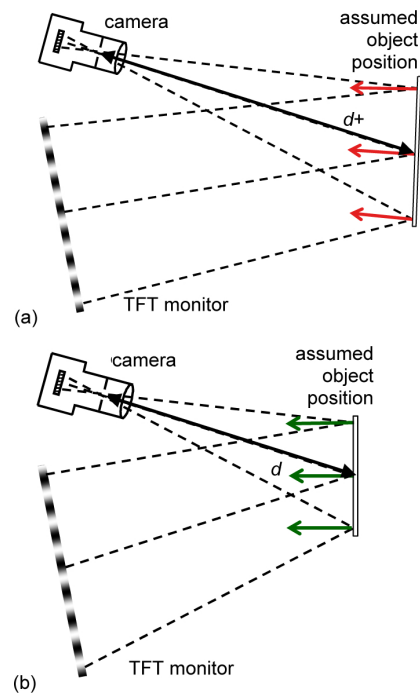 camera
assumed
object
position
d+
TFT monitor
(a)
camera
assumed
object
position
d
TFT monitor
(b)